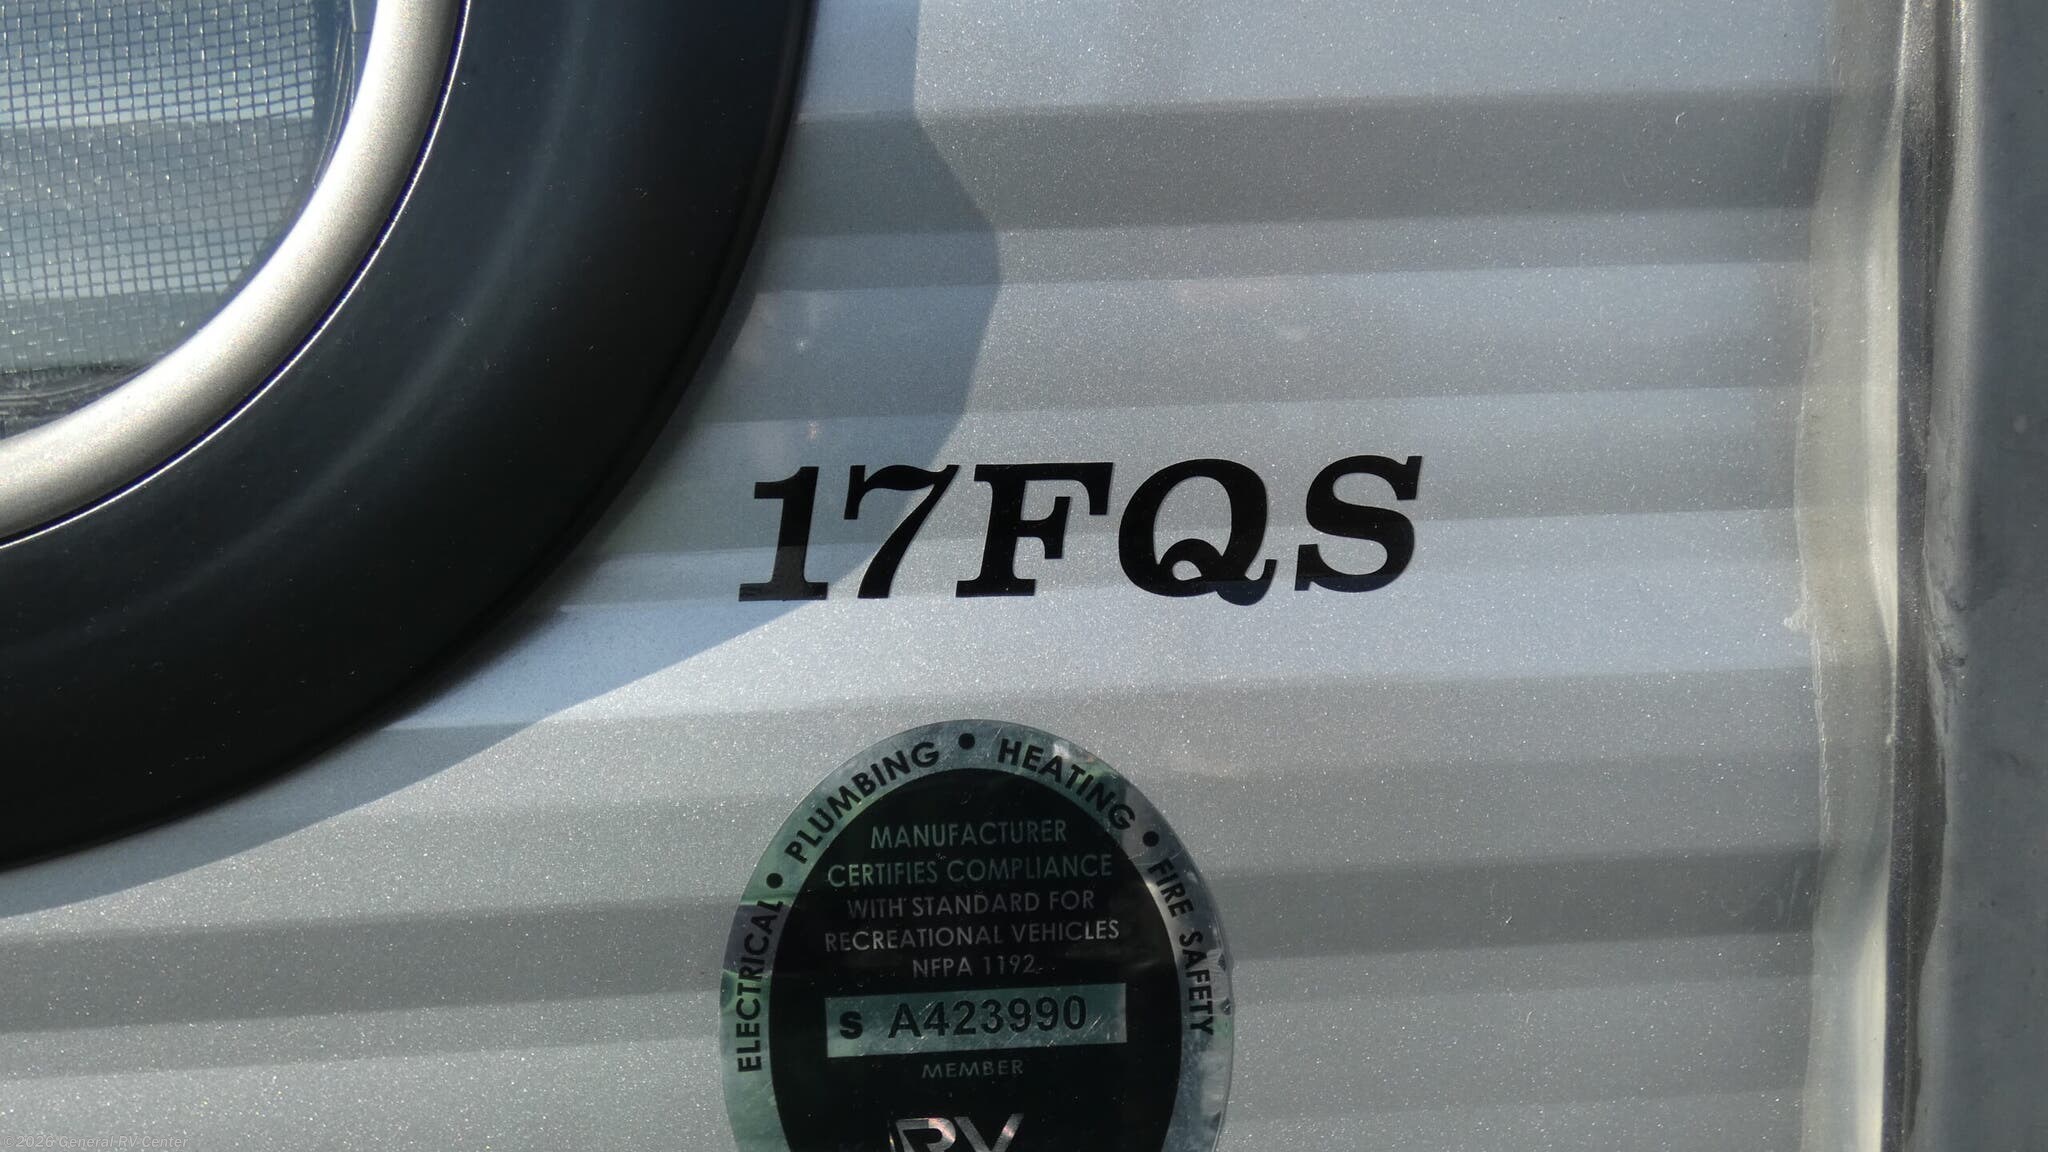 17FQS
ELECTRICAL • PLUMBING • HEATING • FIRE SAFETY
MANUFACTURER
CERTIFIES COMPLIANCE
WITH STANDARD FOR
RECREATIONAL VEHICLES
NFPA 1192
S A423990
MEMBER
RV
©2026 General RV Center